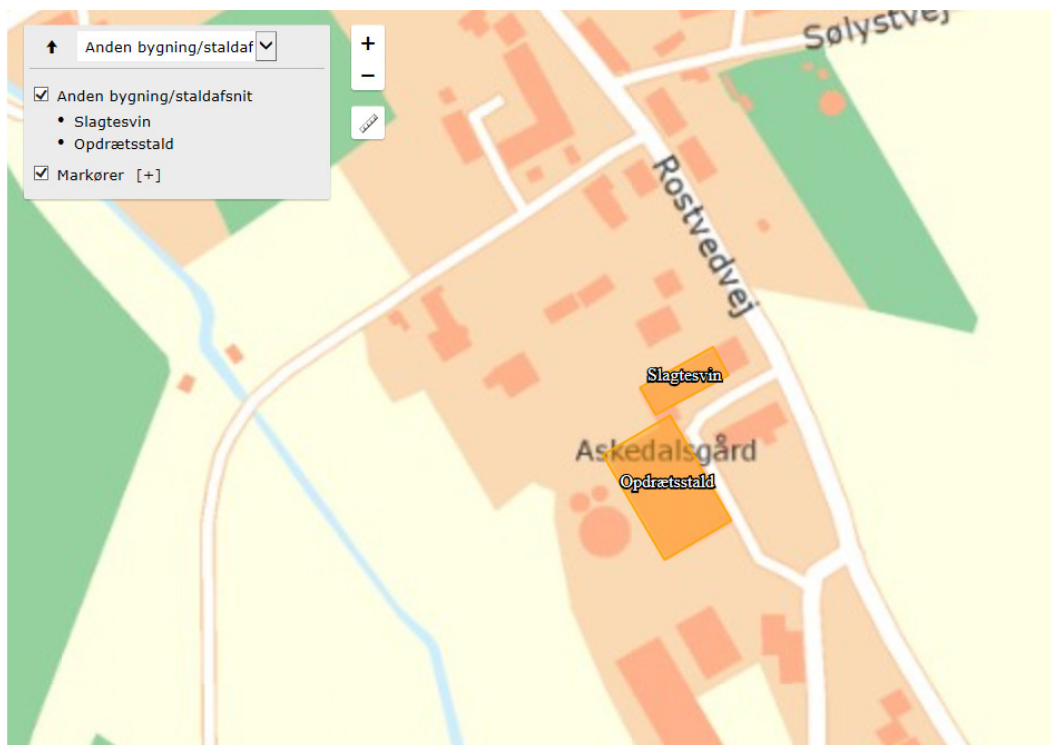 Anden bygning/staldaf
Anden bygning/staldafsnit
• Slagtesvin
• Opdrætsstald
Markører [+]
+
−
Sølystvej
Rostvedvej
Slagtesvin
Askedalsgård
Opdrætsstald